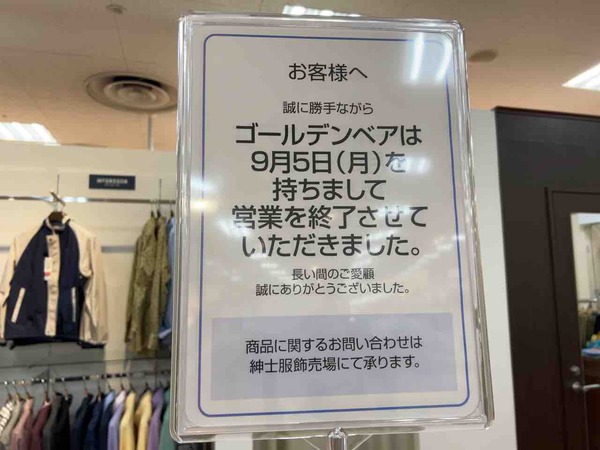 お客様へ
誠に勝手ながら
ゴールデンベアは
9月5日(月)を
持ちまして
営業を終了させて
いただきました。
長い間のご愛顧
誠にありがとうございました。
商品に関するお問い合わせは
紳士服飾売場にて承ります。